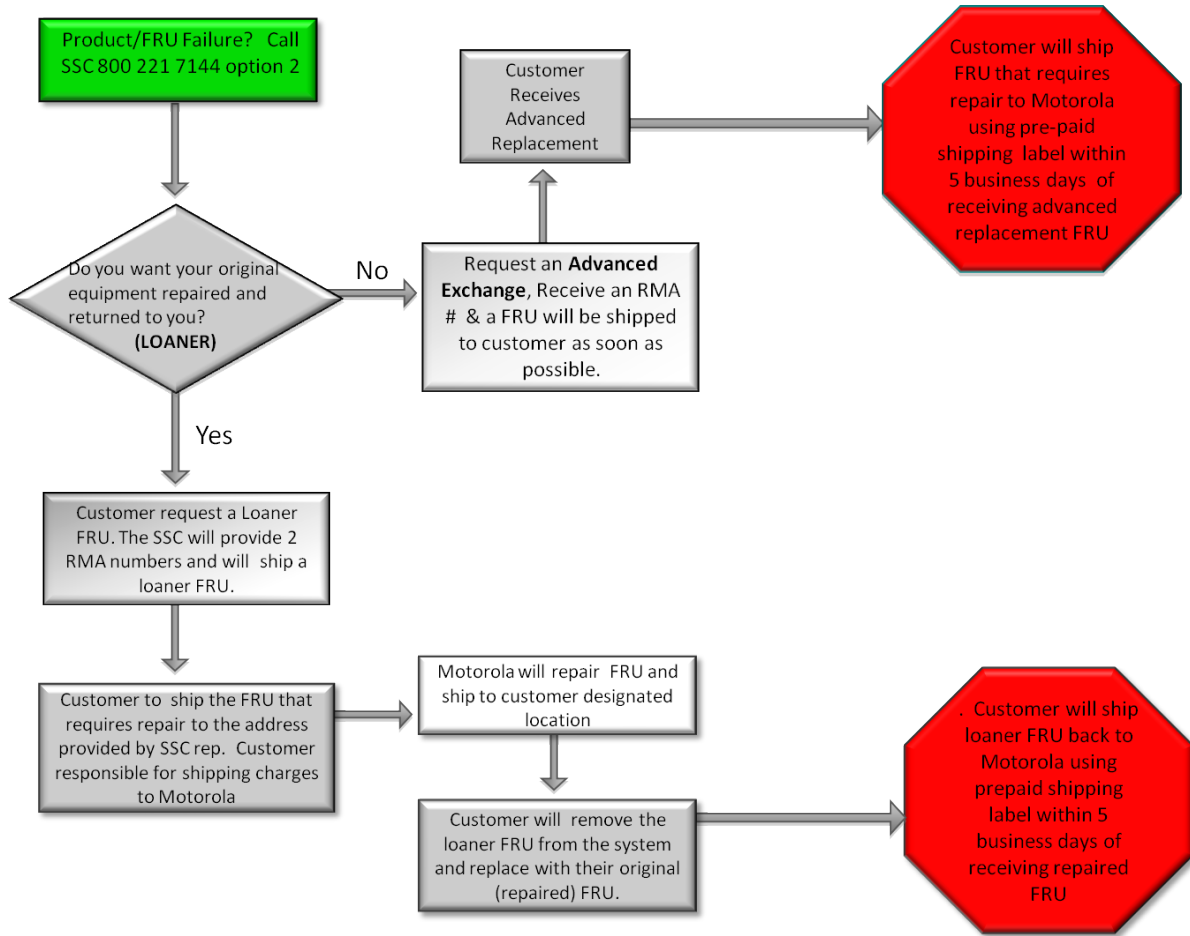 Product/FRU Failure? Call
SSC 800 221 7144 option 2
Do you want your original
equipment repaired and
returned to you?
(LOANER)
No
Request an Advanced
Exchange, Receive an RMA
# & a FRU will be shipped
to customer as soon as
possible.
Customer
Receives
Advanced
Replacement
Customer will ship
FRU that requires
repair to Motorola
using pre-paid
shipping label within
5 business days of
receiving advanced
replacement FRU
Yes
Customer request a Loaner
FRU. The SSC will provide 2
RMA numbers and will ship a
loaner FRU.
Customer to ship the FRU that
requires repair to the address
provided by SSC rep. Customer
responsible for shipping charges
to Motorola
Motorola will repair FRU and
ship to customer designated
location
Customer will remove the
loaner FRU from the system
and replace with their original
(repaired) FRU.
. Customer will ship
loaner FRU back to
Motorola using
prepaid shipping
label within 5
business days of
receiving repaired
FRU